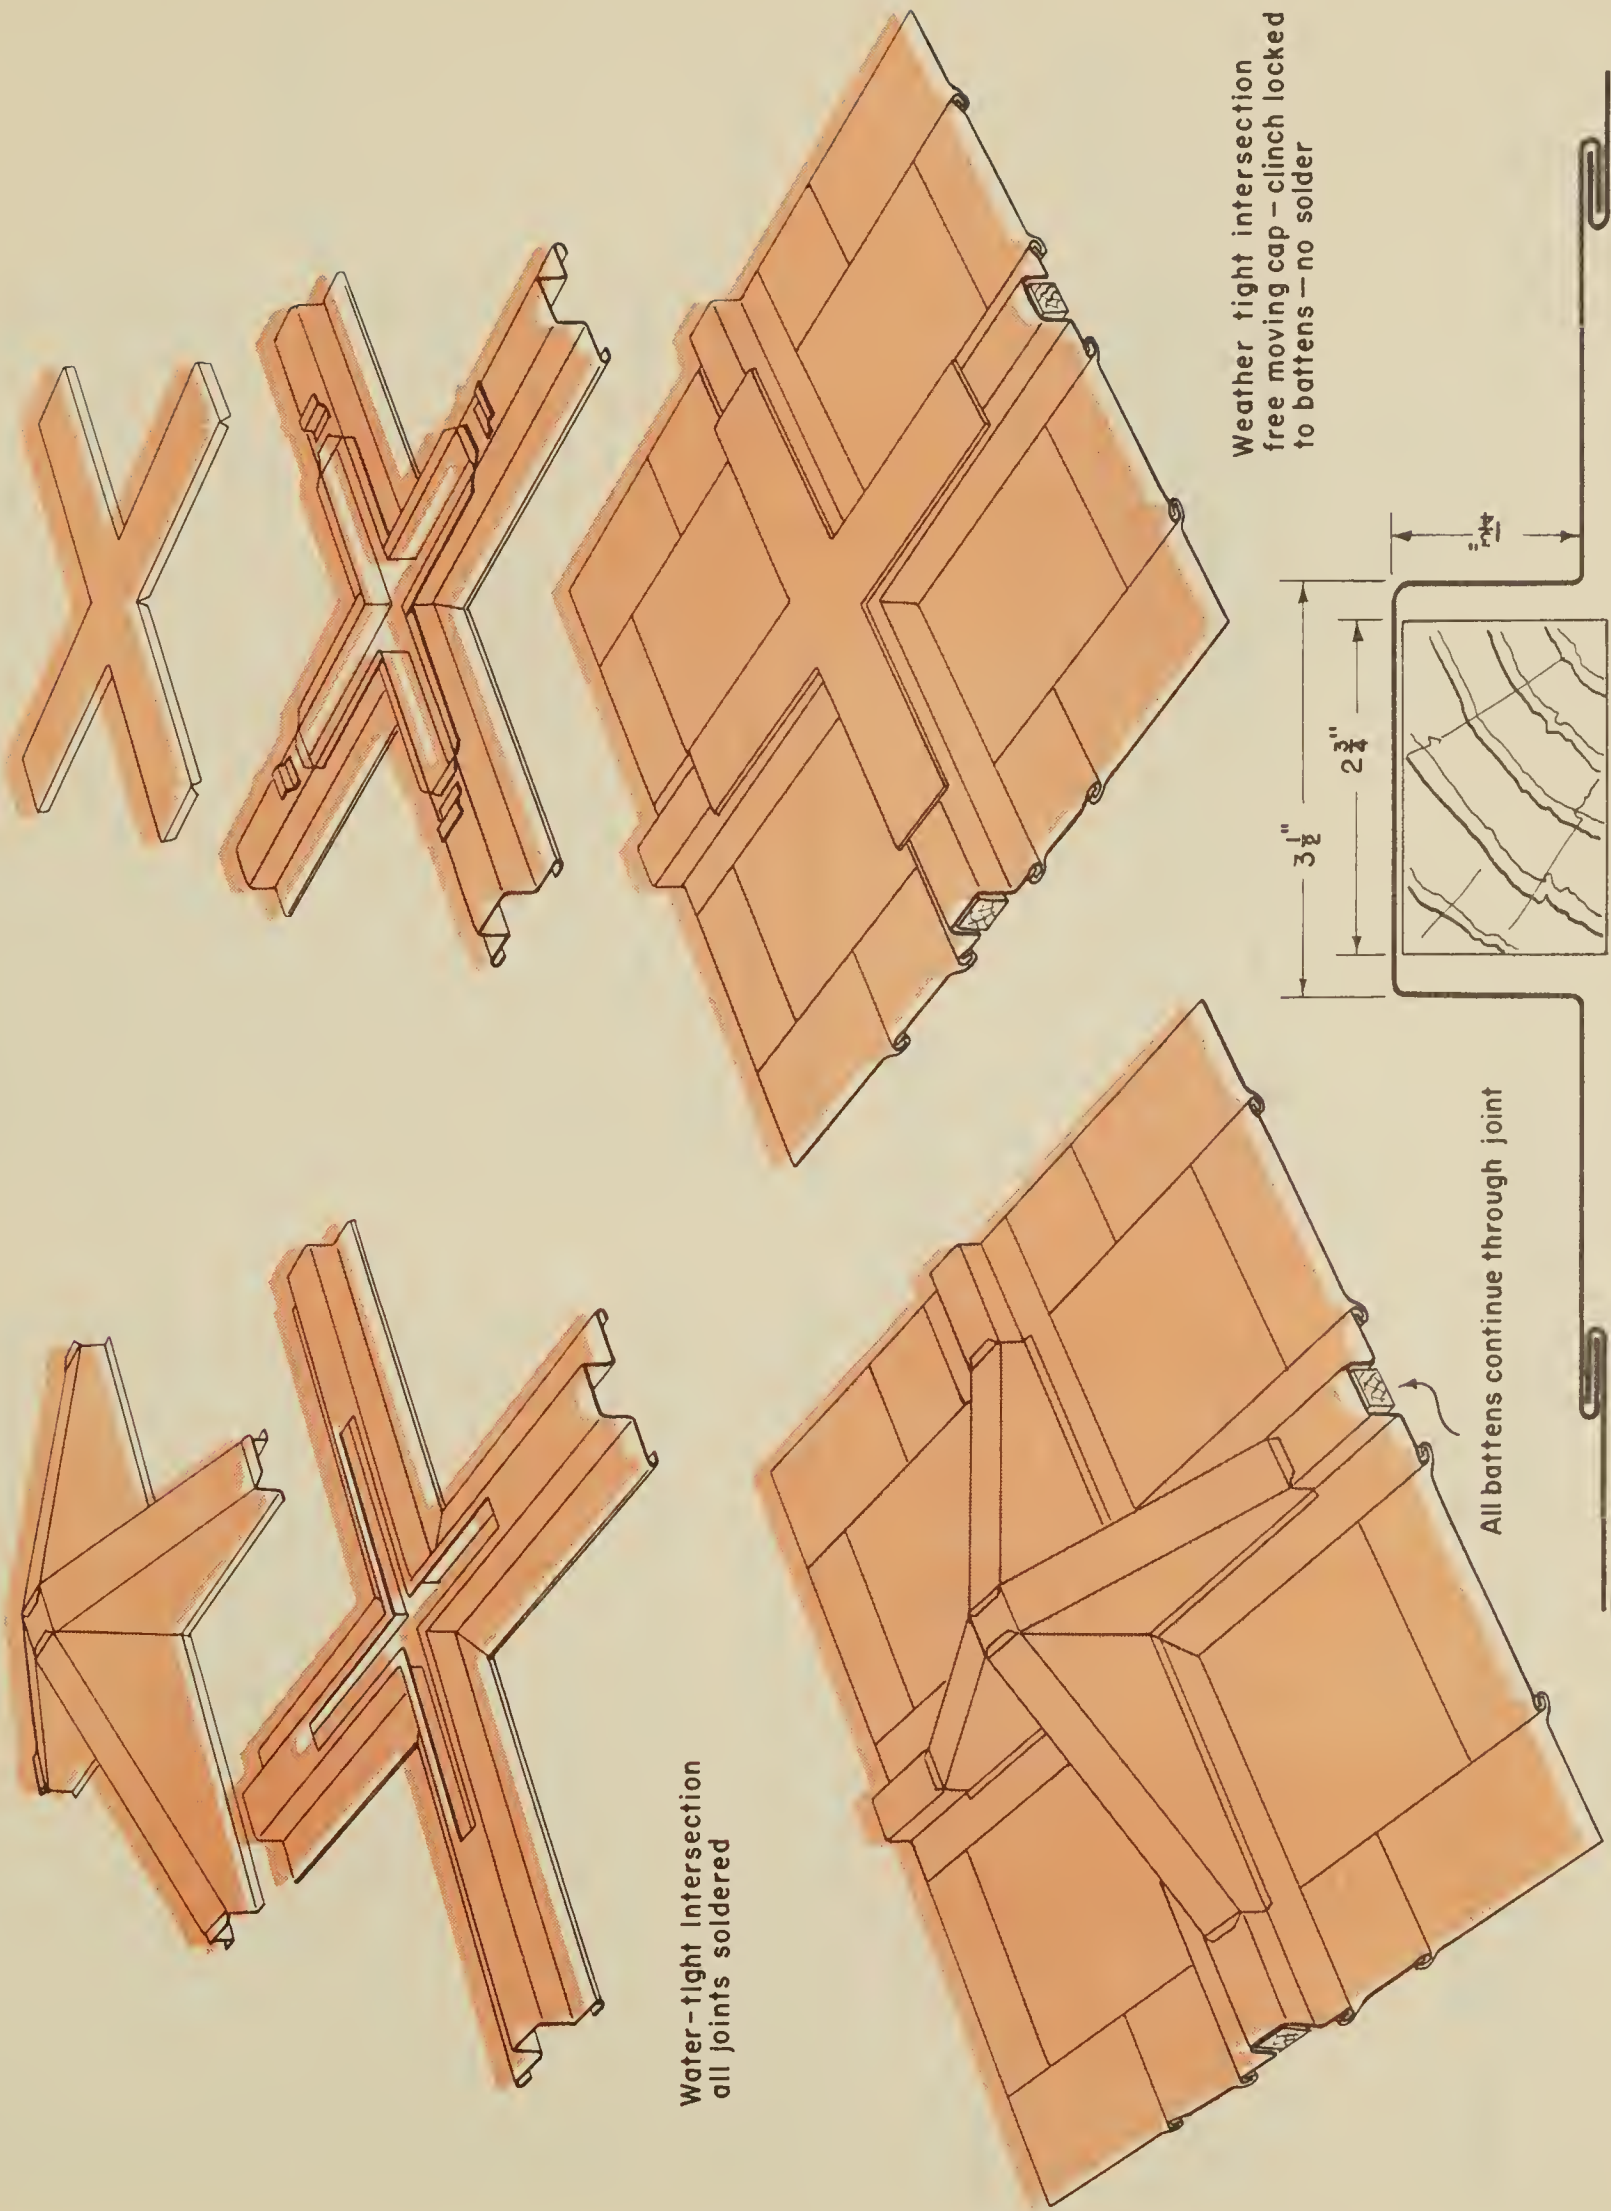 Water-tight Intersection
all joints soldered
Weather tight intersection
free moving cap – clinch locked
to battens — no solder
All battens continue through joint
3 1/2"
2 3/4"